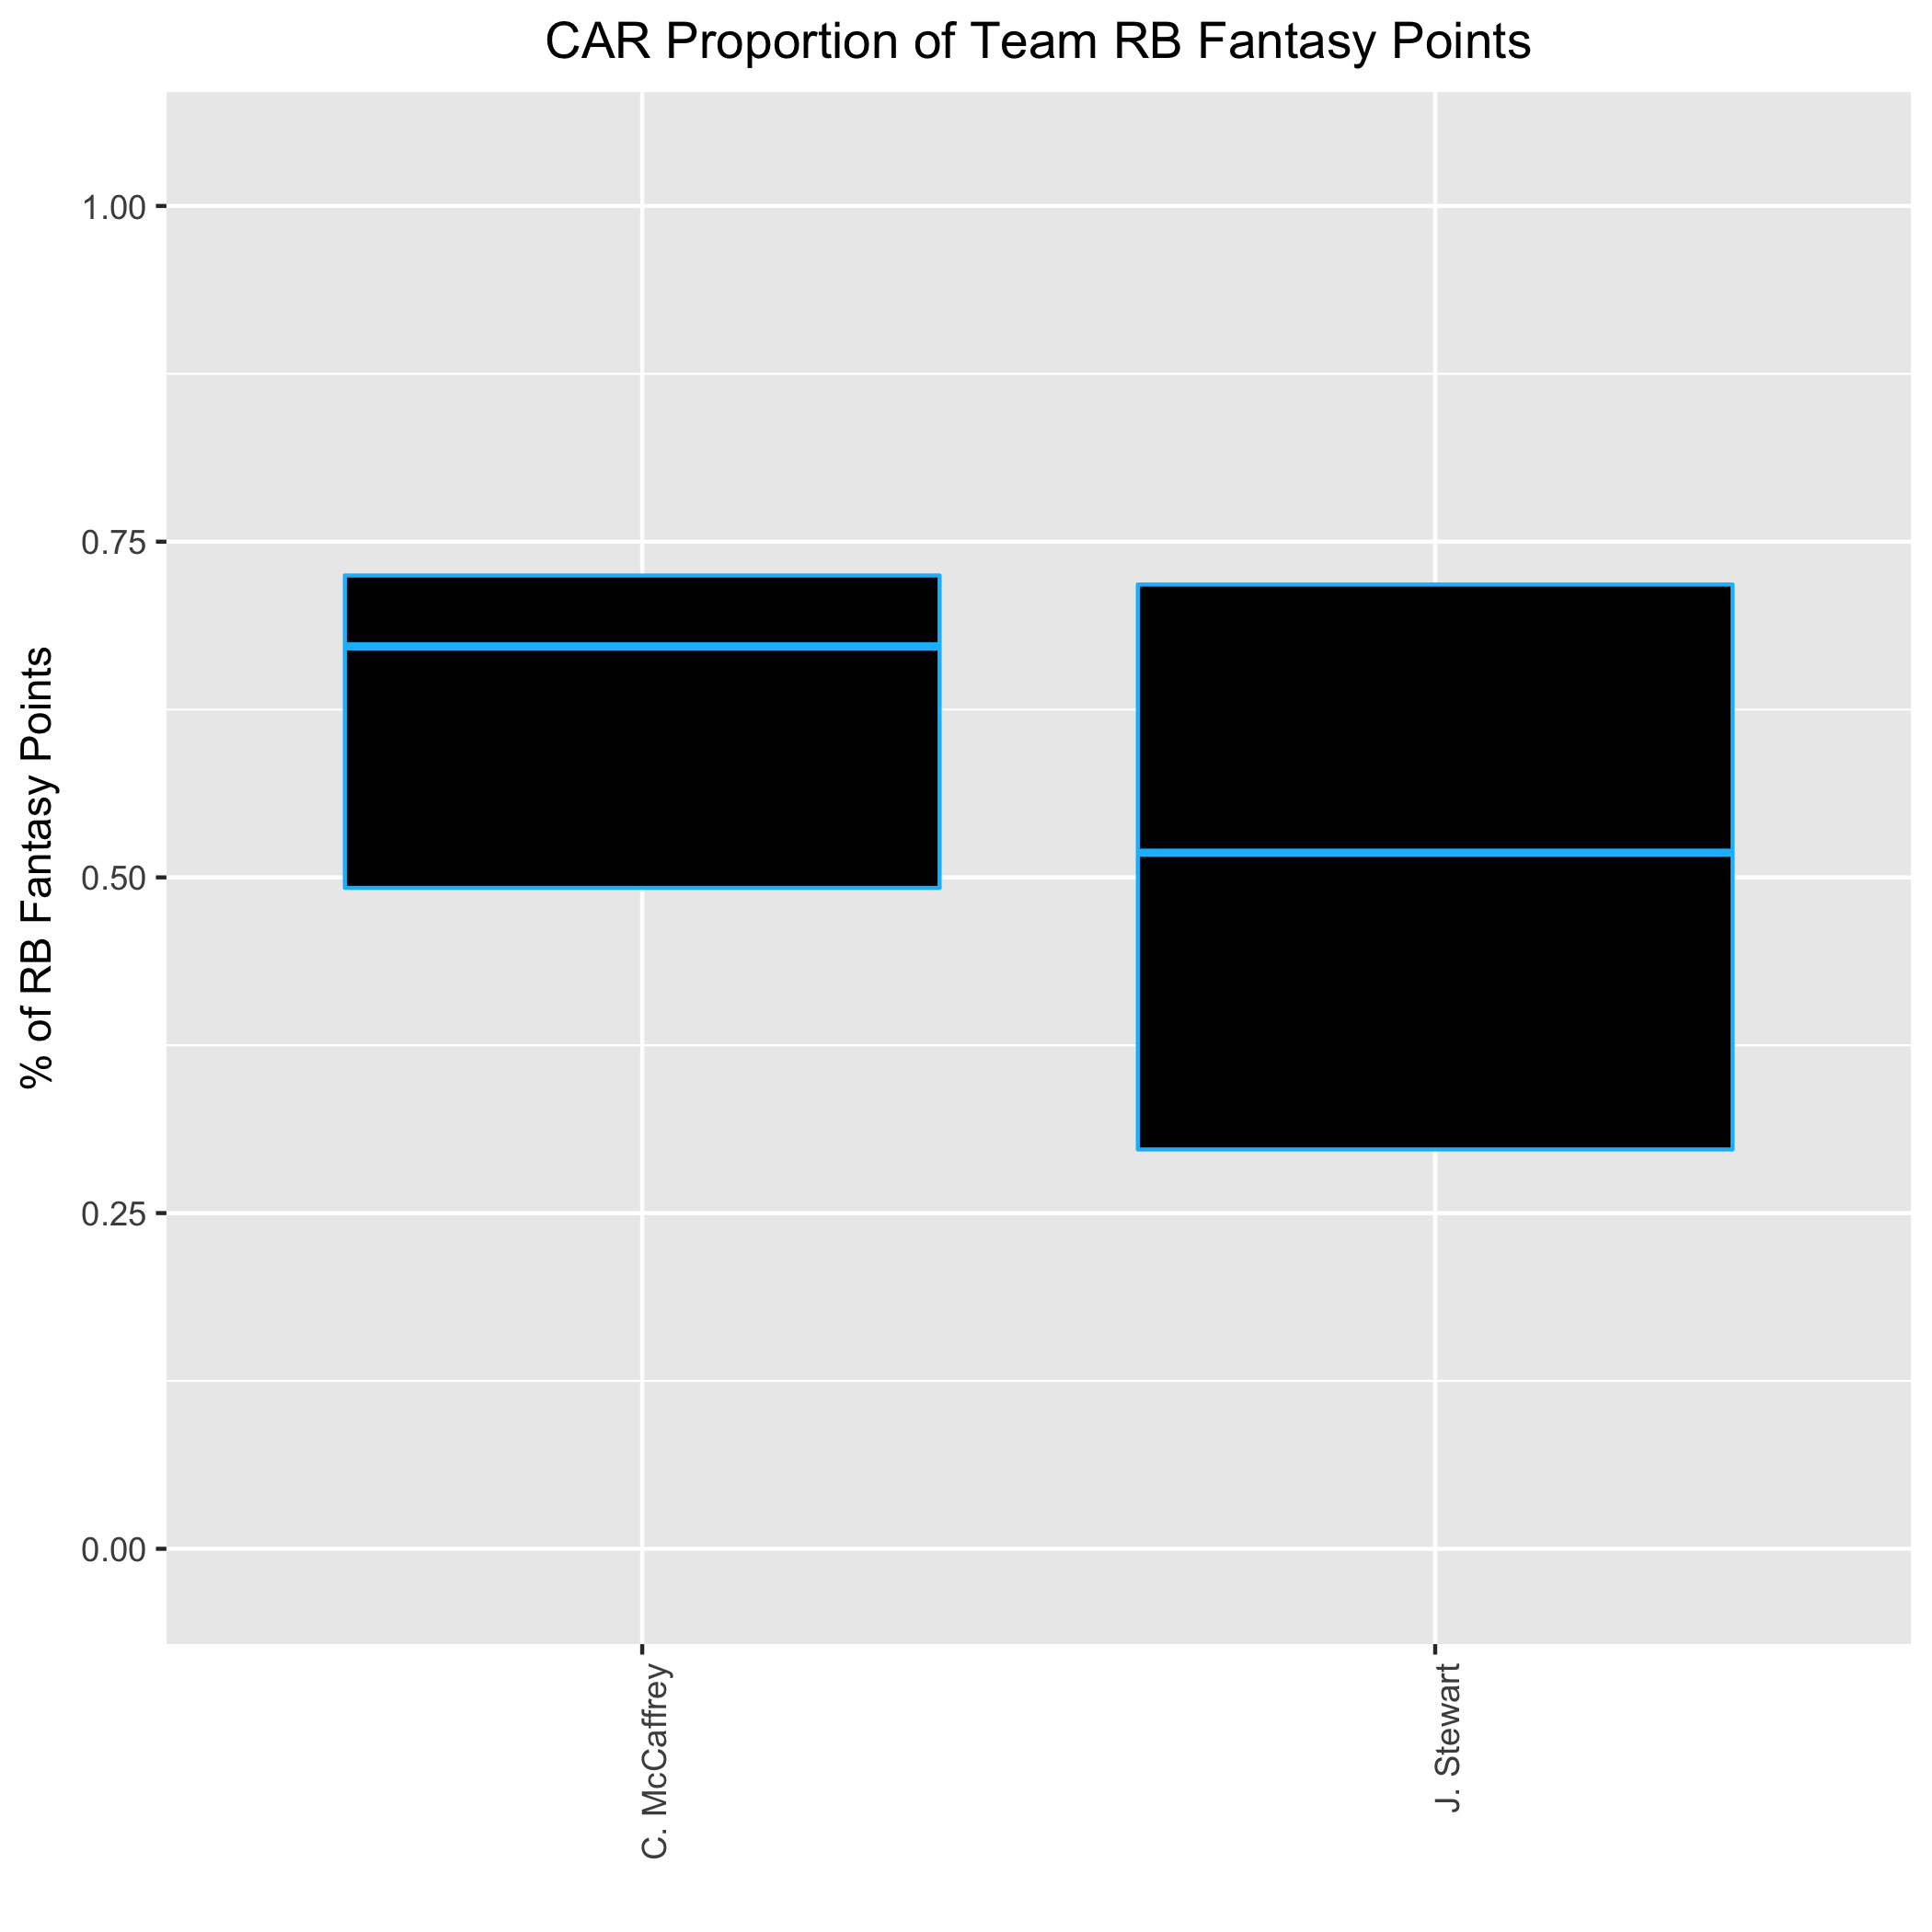 CAR Proportion of Team RB Fantasy Points
% of RB Fantasy Points
1.00
0.75
0.50
0.25
0.00
C. McCaffrey
J. Stewart